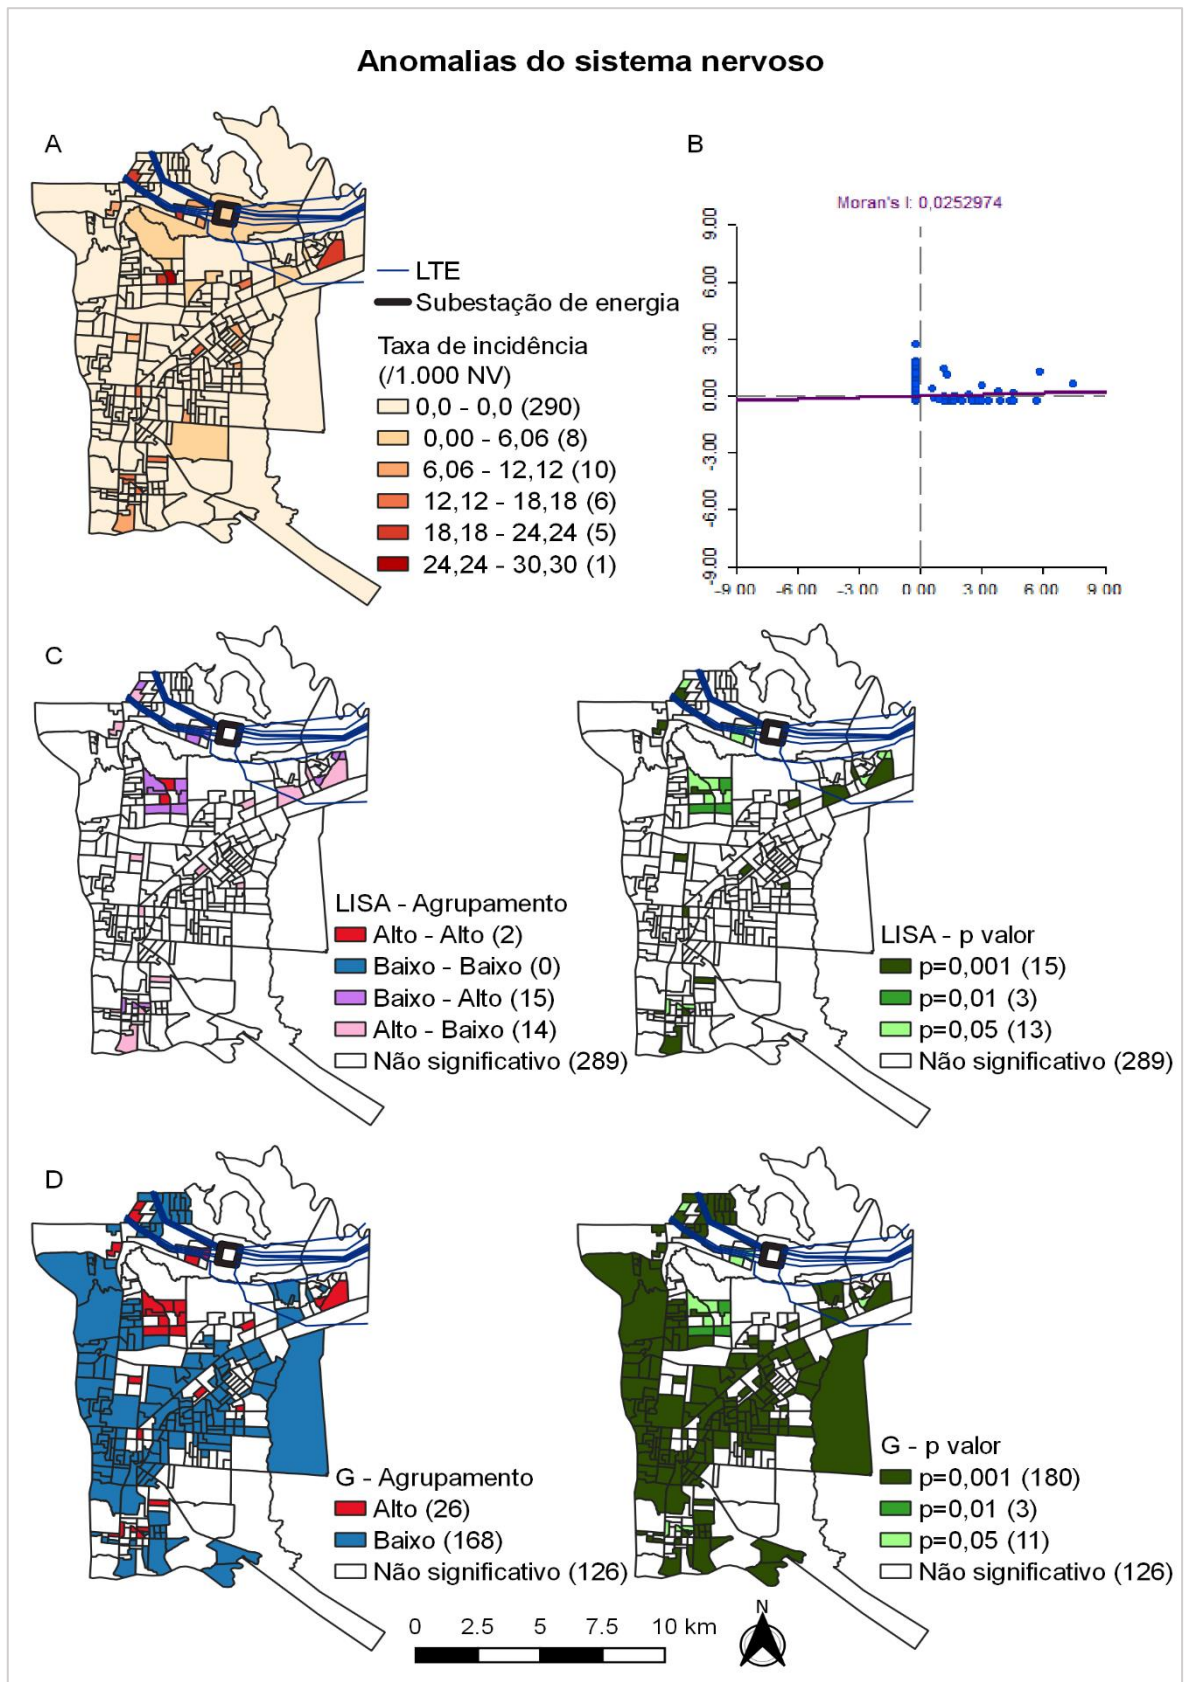 Anomalias do sistema nervoso
A
B
LTE
Subestação de energia
Taxa de incidência
(/1.000 NV)
0,0 - 0,0 (290)
0,00 - 6,06 (8)
6,06 - 12,12 (10)
12,12 - 18,18 (6)
18,18 - 24,24 (5)
24,24 - 30,30 (1)
Moran's I: 0,0252974
9.00
6.00
3.00
0.00
-3.00
-6.00
-9.00
-9.00 -6.00 -3.00 0.00 3.00 6.00 9.00
C
LISA - Agrupamento
Alto - Alto (2)
Baixo - Baixo (0)
Baixo - Alto (15)
Alto - Baixo (14)
Não significativo (289)
LISA - p valor
p=0,001 (15)
p=0,01 (3)
p=0,05 (13)
Não significativo (289)
D
G - Agrupamento
Alto (26)
Baixo (168)
Não significativo (126)
G - p valor
p=0,001 (180)
p=0,01 (3)
p=0,05 (11)
Não significativo (126)
0 2.5 5 7.5 10 km
N